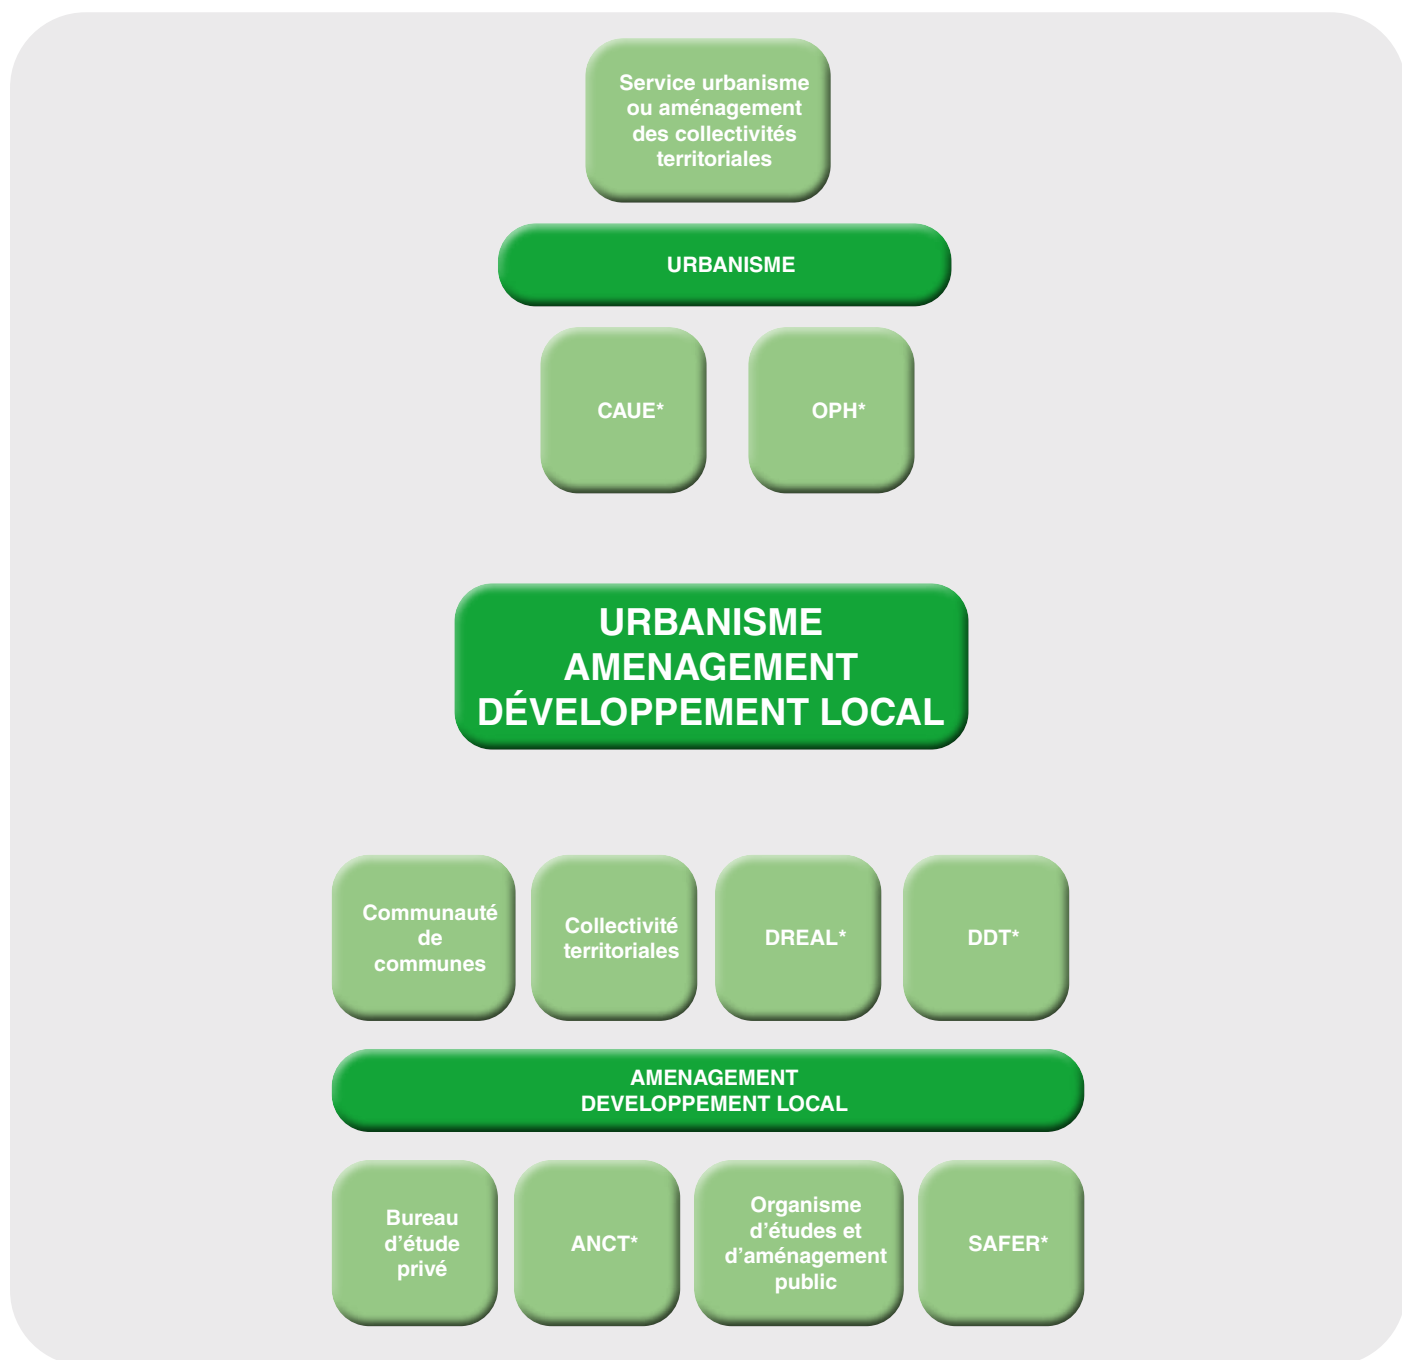 Service urbanisme
ou aménagement
des collectivités
territoriales
URBANISME
CAUE*
OPH*
URBANISME
AMENAGEMENT
DÉVELOPPEMENT LOCAL
Communauté
de
communes
Collectivité
territoriales
DREAL*
DDT*
AMENAGEMENT
DEVELOPPEMENT LOCAL
Bureau
d’étude
privé
ANCT*
Organisme
d’études et
d’aménagement
public
SAFER*